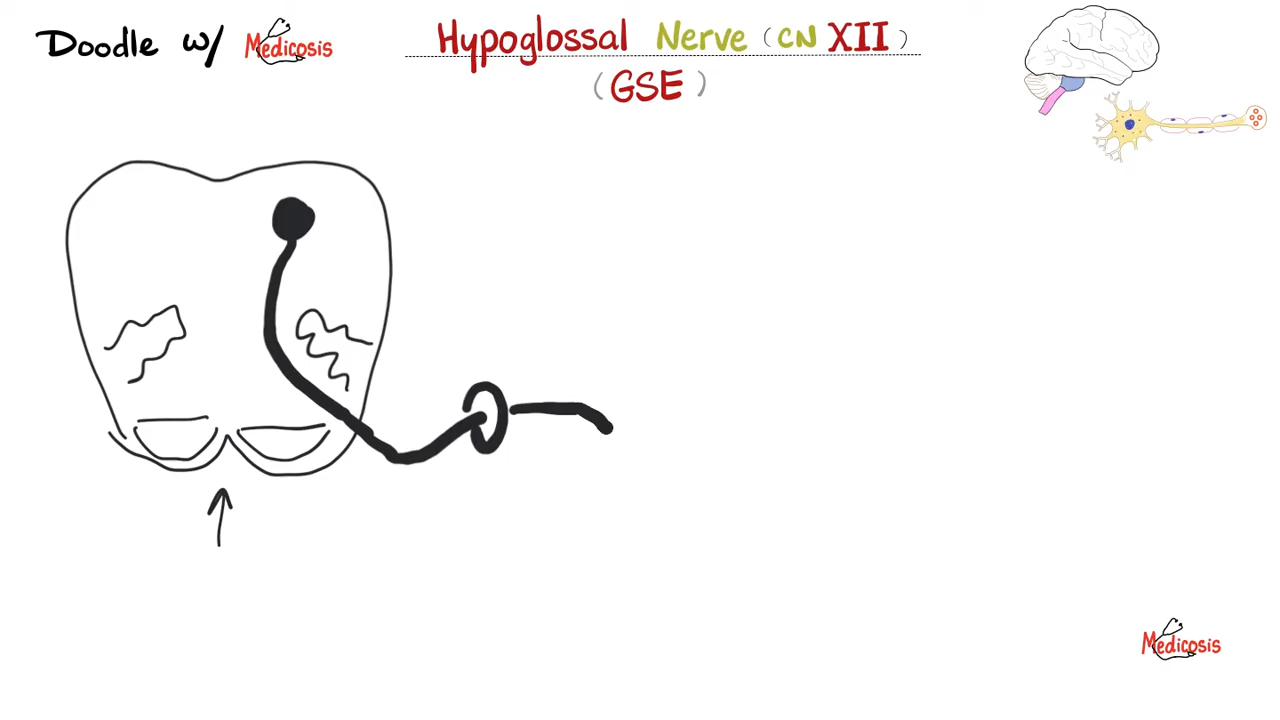 Doodle w/ Medicosis
Hypoglossal Nerve (CN XII)
(GSE)
Medicosis